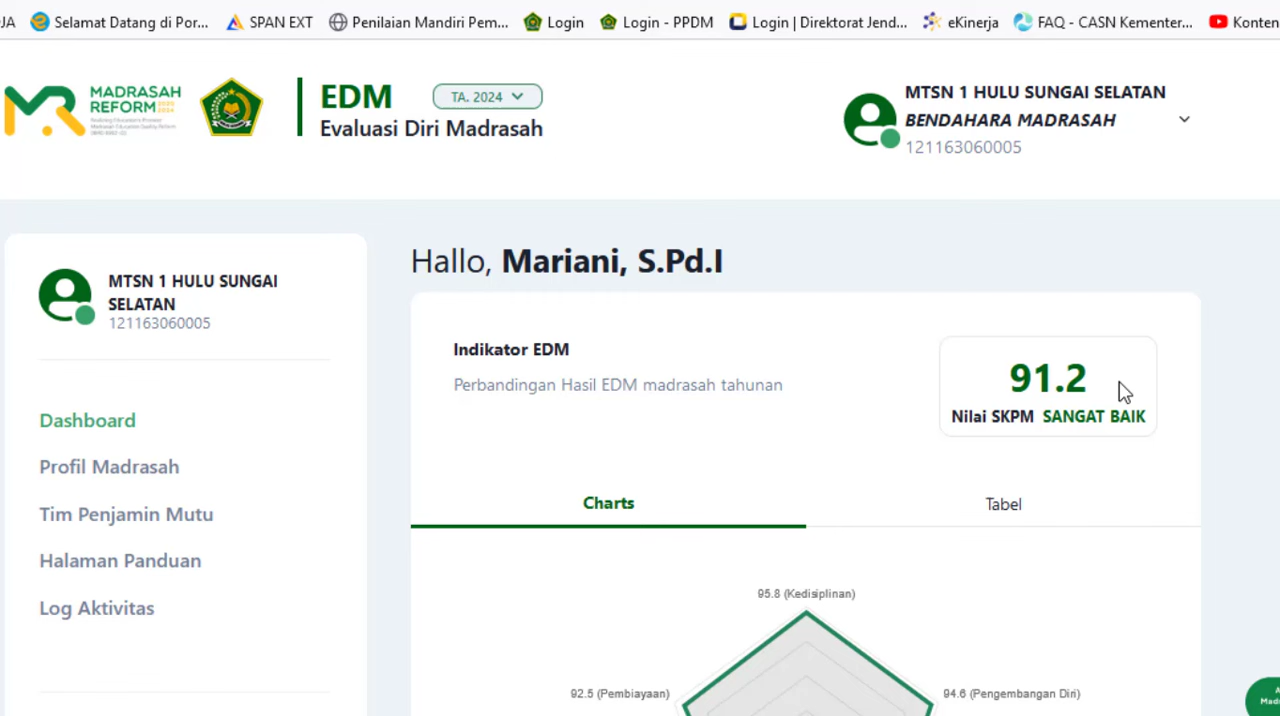 JA Selamat Datang di Por... SPAN EXT Penilaian Mandiri Pem... Login Login - PPDM Login | Direktorat Jend... eKinerja FAQ - CASN Kementer... Konten
MADRASAH
REFORM
EDM TA. 2024
Evaluasi Diri Madrasah
MTSN 1 HULU SUNGAI SELATAN
BENDAHARA MADRASAH
121163060005
MTSN 1 HULU SUNGAI
SELATAN
121163060005
Dashboard
Profil Madrasah
Tim Penjamin Mutu
Halaman Panduan
Log Aktivitas
Hallo, Mariani, S.Pd.I
Indikator EDM
Perbandingan Hasil EDM madrasah tahunan
91.2
Nilai SKPM SANGAT BAIK
Charts Tabel
95.8 (Kedisiplinan)
92.5 (Pembiayaan) 94.6 (Pengembangan Diri)